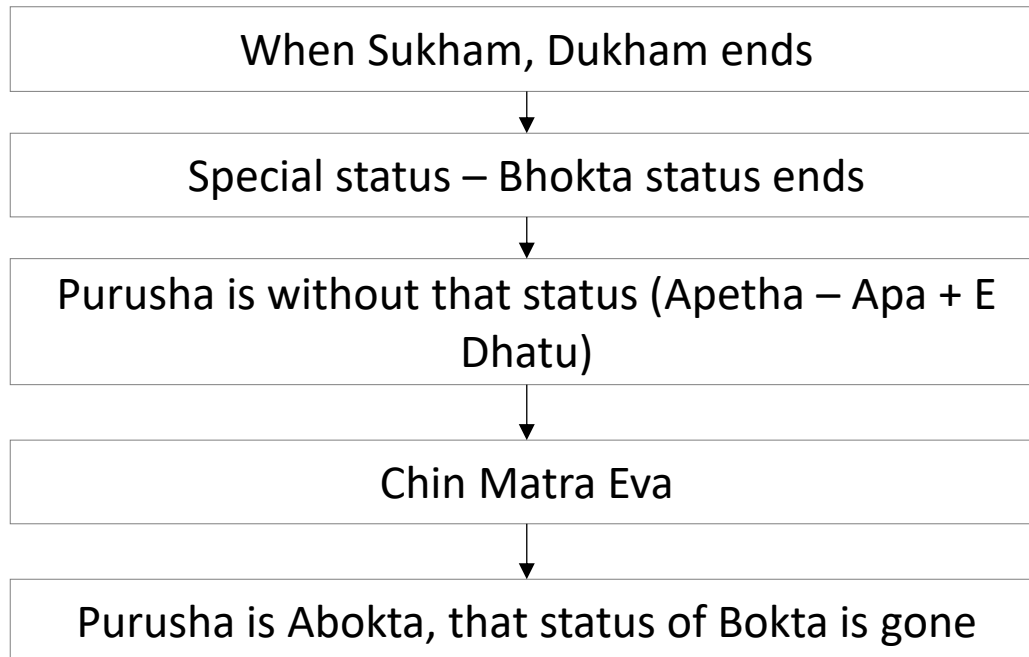 When Sukham, Dukham ends
Special status – Bhokta status ends
Purusha is without that status (Apetha – Apa + E
Dhatu)
Chin Matra Eva
Purusha is Abokta, that status of Bokta is gone